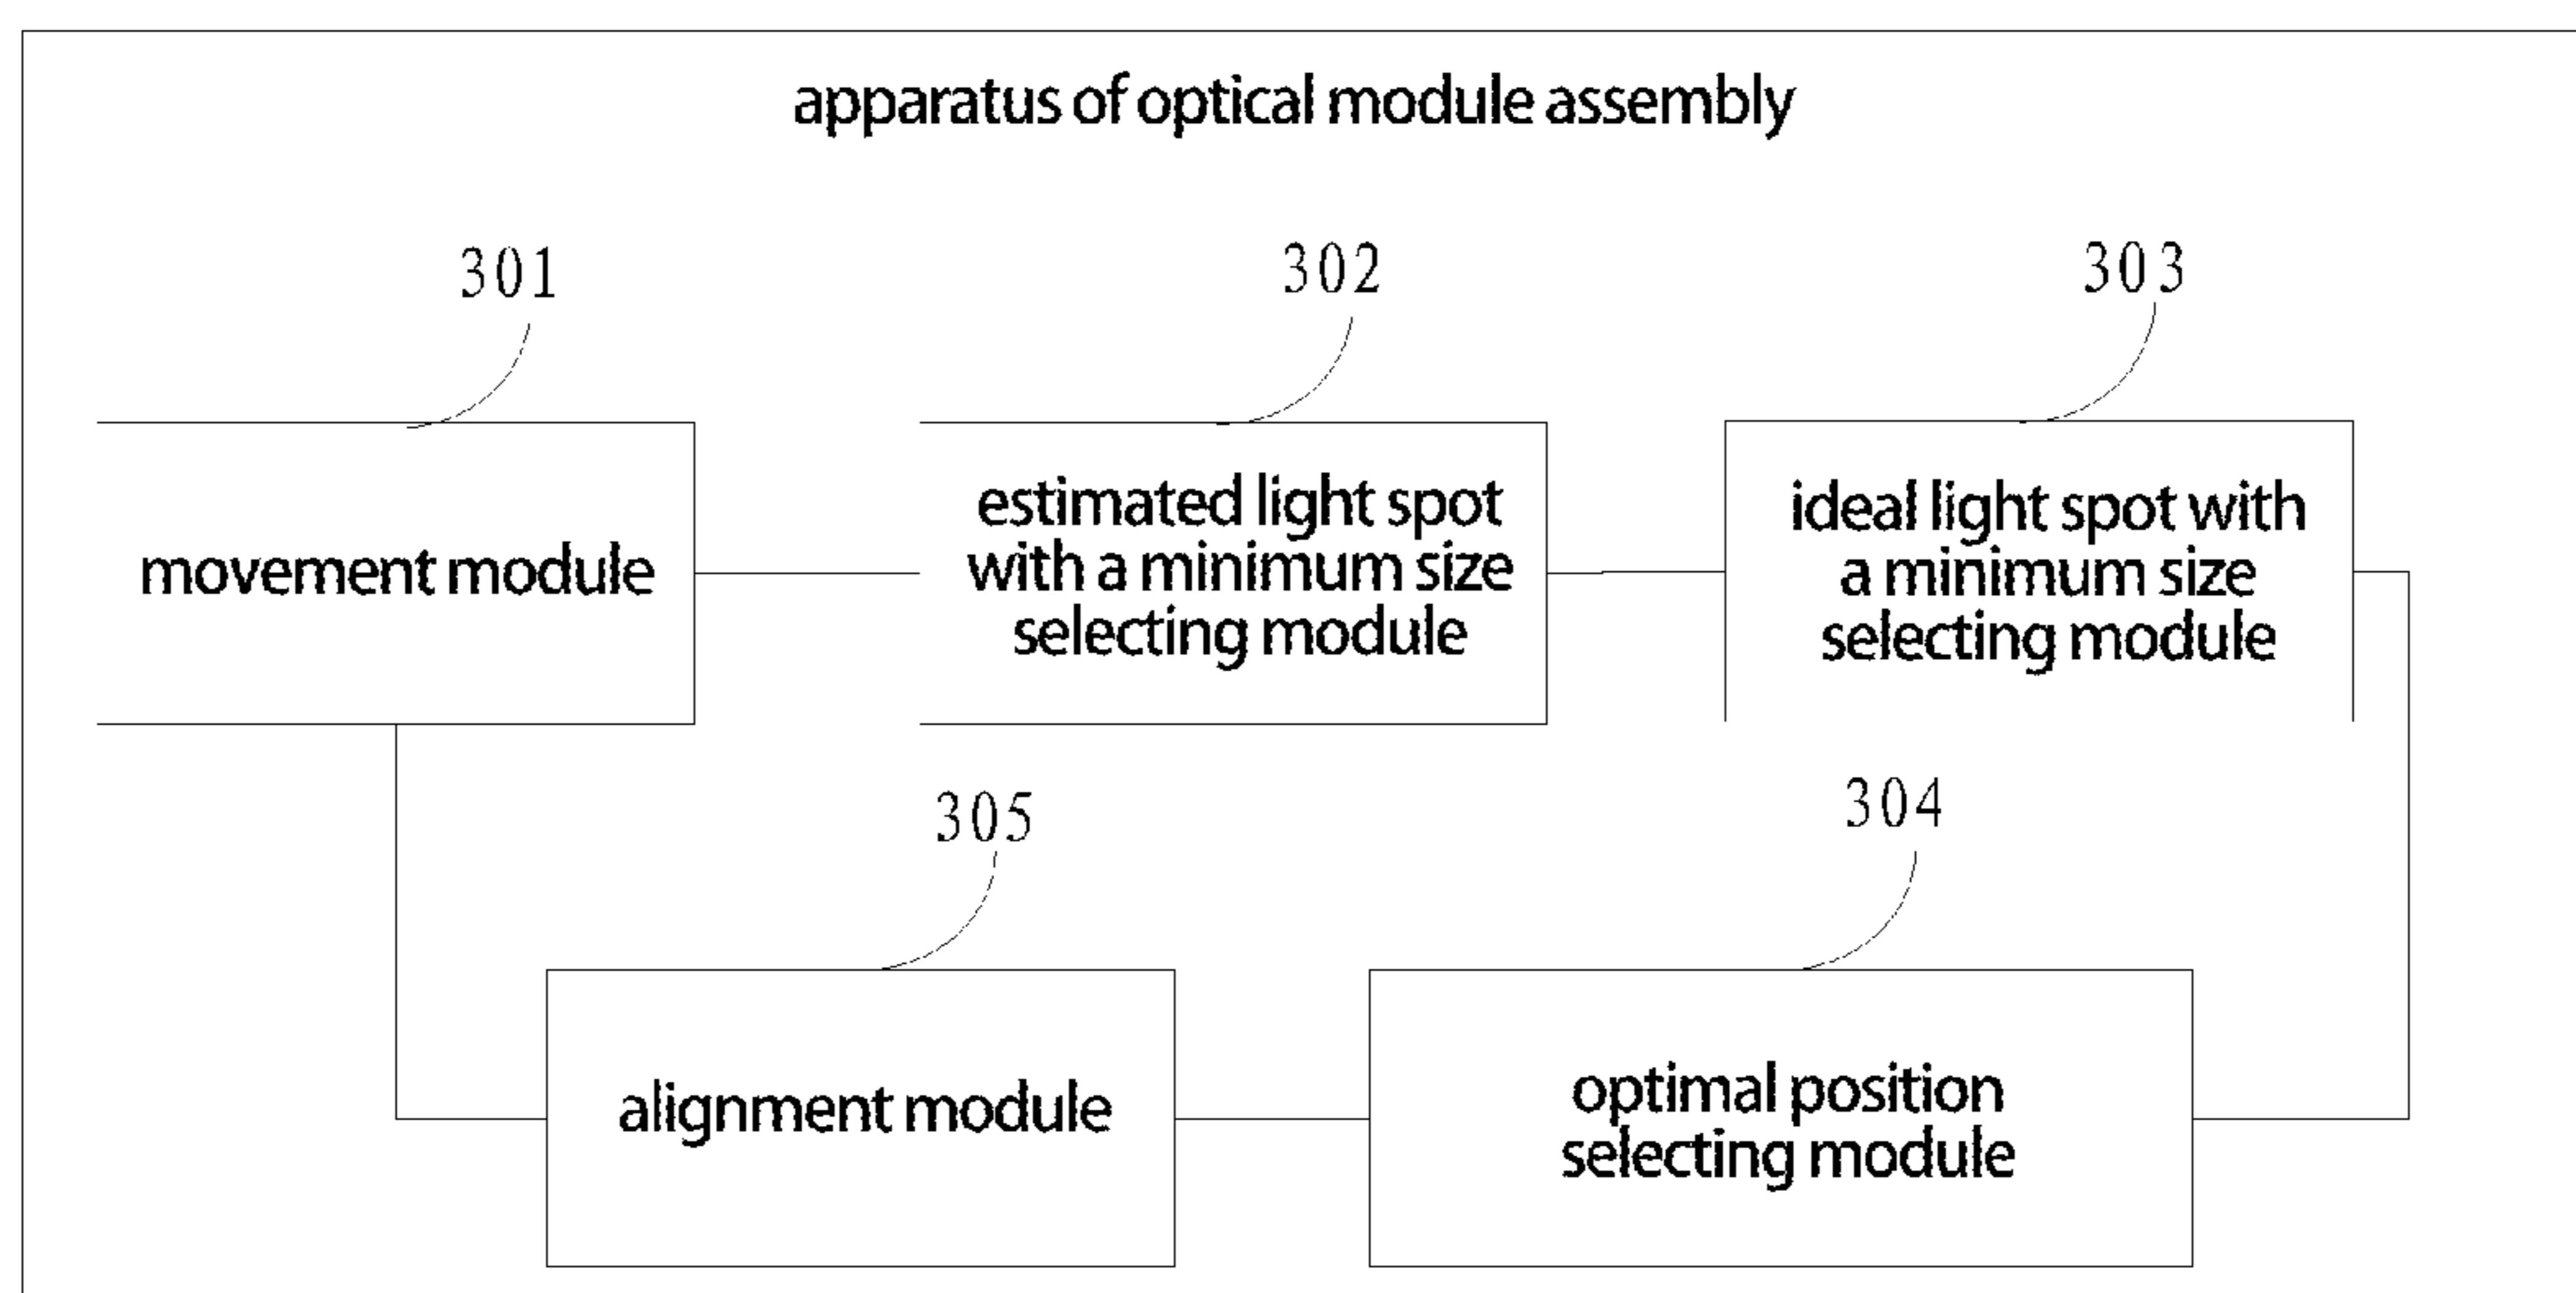 apparatus of optical module assembly
301
302
303
movement module
estimated light spot
with a minimum size
selecting module
ideal light spot with
a minimum size
selecting module
305
304
alignment module
optimal position
selecting module